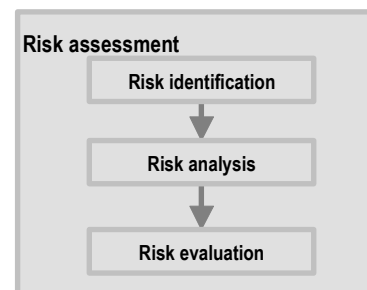 Risk assessment
Risk identification
Risk analysis
Risk evaluation